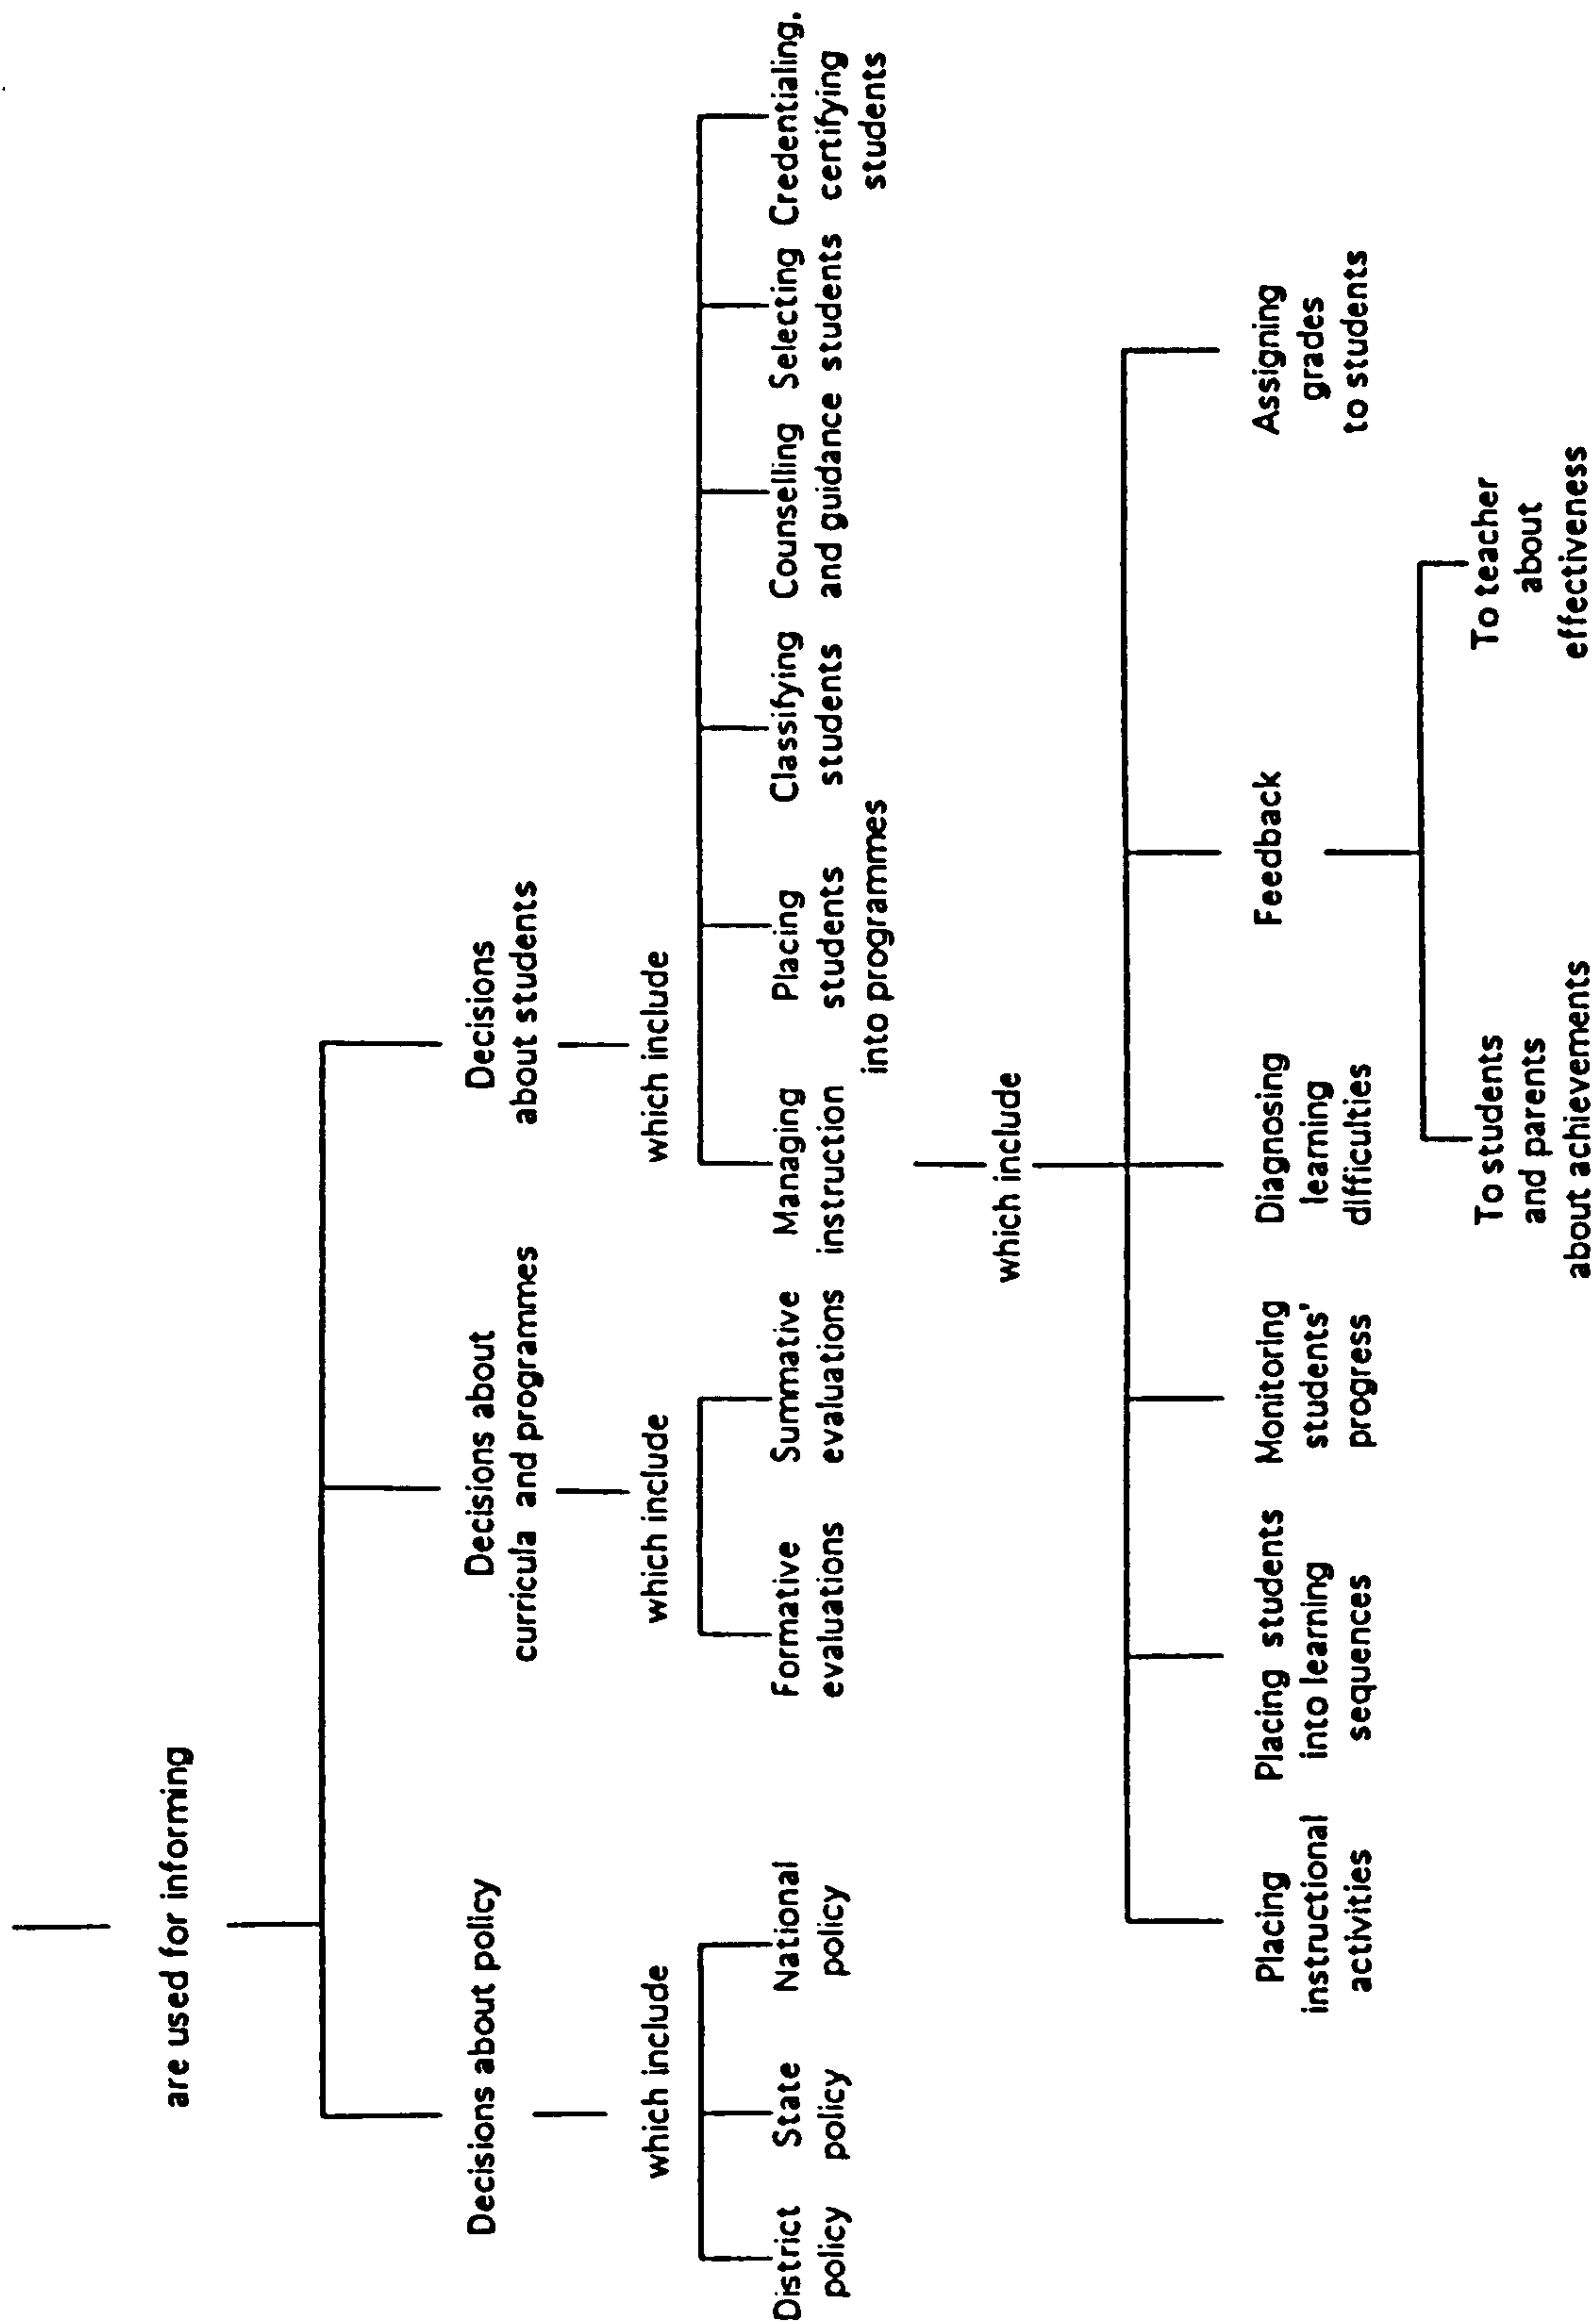 are used for informing
Decisions about policy
which include
District
policy
State
policy
National
policy
Decisions about
curricula and programmes
which include
Formative
evaluations
Summative
evaluations
Decisions
about students
which include
Managing
instruction
Placing
students
into programmes
Classifying
students
Counselling
and guidance
Selecting
students
Credentialing,
certifying
students
which include
Placing
instructional
activities
Placing students
into learning
sequences
Monitoring
students'
progress
Diagnosing
learning
difficulties
Feedback
To students
and parents
about achievements
To teacher
about
effectiveness
Assigning
grades
to students